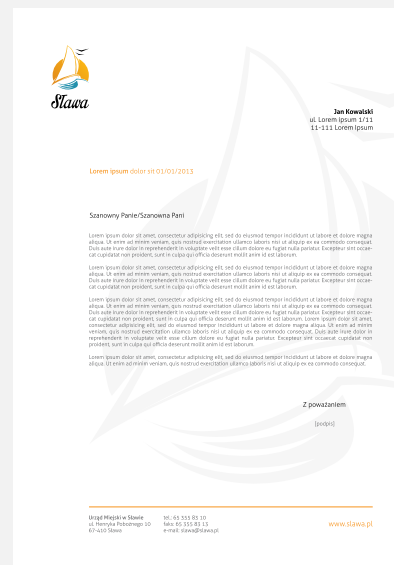 Sława
Jan Kowalski
ul. Lorem ipsum 1/11
11-111 Lorem ipsum
Lorem ipsum dolor sit 01/01/2013
Szanowny Panie/Szanowna Pani
Lorem ipsum dolor sit amet, consectetur adipisicing elit, sed do eiusmod tempor incididunt ut labore et dolore magna
aliqua. Ut enim ad minim veniam, quis nostrud exercitation ullamco laboris nisi ut aliquip ex ea commodo consequat.
Duis aute irure dolor in reprehenderit in voluptate velit esse cillum dolore eu fugiat nulla pariatur. Excepteur sint occae-
cat cupidatat non proident, sunt in culpa qui officia deserunt mollit anim id est laborum.
Lorem ipsum dolor sit amet, consectetur adipisicing elit, sed do eiusmod tempor incididunt ut labore et dolore magna
aliqua. Ut enim ad minim veniam, quis nostrud exercitation ullamco laboris nisi ut aliquip ex ea commodo consequat.
Duis aute irure dolor in reprehenderit in voluptate velit esse cillum dolore eu fugiat nulla pariatur. Excepteur sint occae-
cat cupidatat non proident, sunt in culpa qui officia deserunt mollit anim id est laborum.
Lorem ipsum dolor sit amet, consectetur adipisicing elit, sed do eiusmod tempor incididunt ut labore et dolore magna
aliqua. Ut enim ad minim veniam, quis nostrud exercitation ullamco laboris nisi ut aliquip ex ea commodo consequat.
Duis aute irure dolor in reprehenderit in voluptate velit esse cillum dolore eu fugiat nulla pariatur. Excepteur sint occae-
cat cupidatat non proident, sunt in culpa qui officia deserunt mollit anim id est laborum. Lorem ipsum dolor sit amet,
consectetur adipisicing elit, sed do eiusmod tempor incididunt ut labore et dolore magna aliqua. Ut enim ad minim
veniam, quis nostrud exercitation ullamco laboris nisi ut aliquip ex ea commodo consequat. Duis aute irure dolor in
reprehenderit in voluptate velit esse cillum dolore eu fugiat nulla pariatur. Excepteur sint occaecat cupidatat non
proident, sunt in culpa qui officia deserunt mollit anim id est laborum.
Lorem ipsum dolor sit amet, consectetur adipisicing elit, sed do eiusmod tempor incididunt ut labore et dolore magna
aliqua. Ut enim ad minim veniam, quis nostrud exercitation ullamco laboris nisi ut aliquip ex ea commodo consequat.
Z poważaniem
[podpis]
Urząd Miejski w Sławie
ul. Henryka Pobożnego 10
67-410 Sława
tel.: 65 355 83 10
faks: 65 355 83 13
e-mail: slawa@slawa.pl
www.slawa.pl